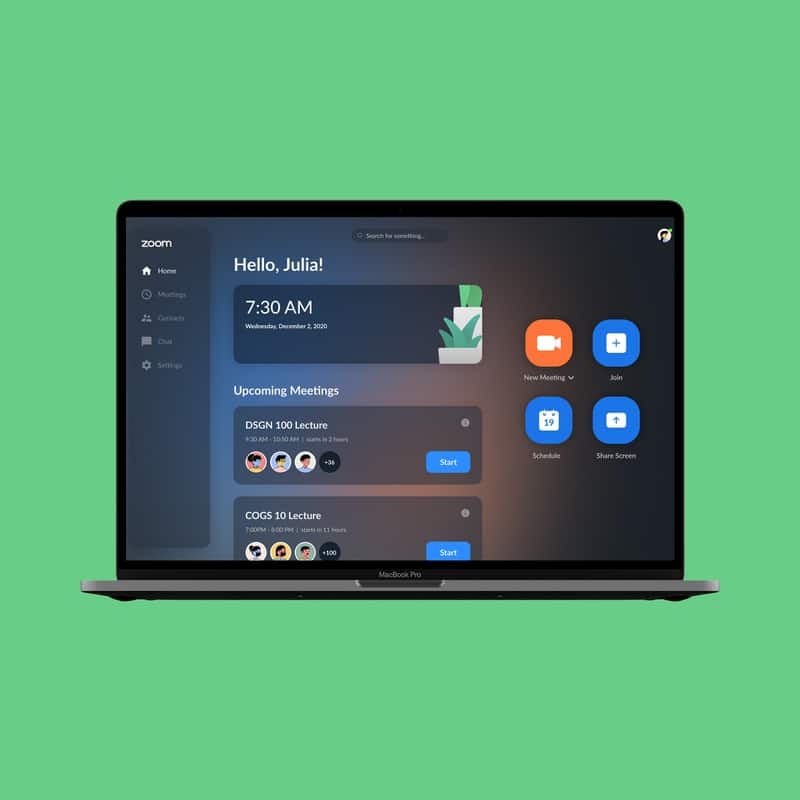 zoom
Search for something...
Home
Meetings
Contacts
Chat
Settings
Hello, Julia!
7:30 AM
Wednesday, December 2, 2020
Upcoming Meetings
DSGN 100 Lecture
9:30 AM - 10:50 AM | starts in 2 hours
+36
Start
COGS 10 Lecture
7:00PM - 8:00 PM | starts in 11 hours
+100
Start
New Meeting
Join
19
Schedule
Share Screen
MacBook Pro